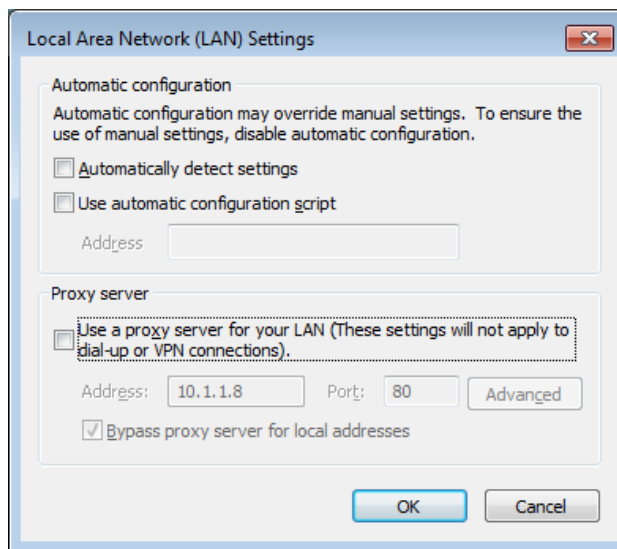 Local Area Network (LAN) Settings
Automatic configuration
Automatic configuration may override manual settings. To ensure the
use of manual settings, disable automatic configuration.
Automatically detect settings
Use automatic configuration script
Address
Proxy server
Use a proxy server for your LAN (These settings will not apply to
dial-up or VPN connections).
Address: 10.1.1.8 Port: 80 Advanced
Bypass proxy server for local addresses
OK Cancel